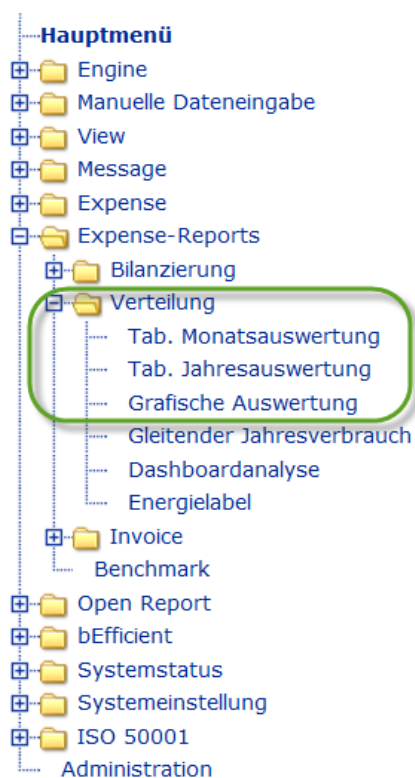 Hauptmenü
Engine
Manuelle Dateneingabe
View
Message
Expense
Expense-Reports
Bilanzierung
Verteilung
Tab. Monatsauswertung
Tab. Jahresauswertung
Grafische Auswertung
Gleitender Jahresverbrauch
Dashboardanalyse
Energielabel
Invoice
Benchmark
Open Report
bEfficient
Systemstatus
Systemeinstellung
ISO 50001
Administration